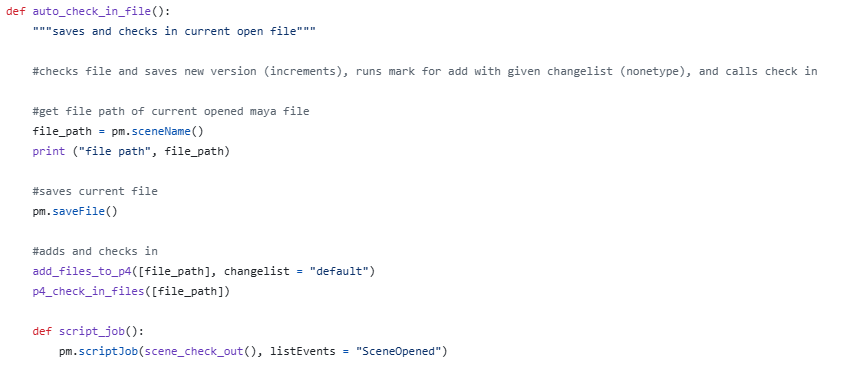 def auto_check_in_file():
    """saves and checks in current open file"""
    #checks file and saves new version (increments), runs mark for add with given changelist (nonetype), and calls check in
    #get file path of current opened maya file
    file_path = pm.sceneName()
    print ("file path", file_path)
    #saves current file
    pm.saveFile()
    #adds and checks in
    add_files_to_p4([file_path], changelist = "default")
    p4_check_in_files([file_path])
    def script_job():
        pm.scriptJob(scene_check_out(), listEvents = "SceneOpened")